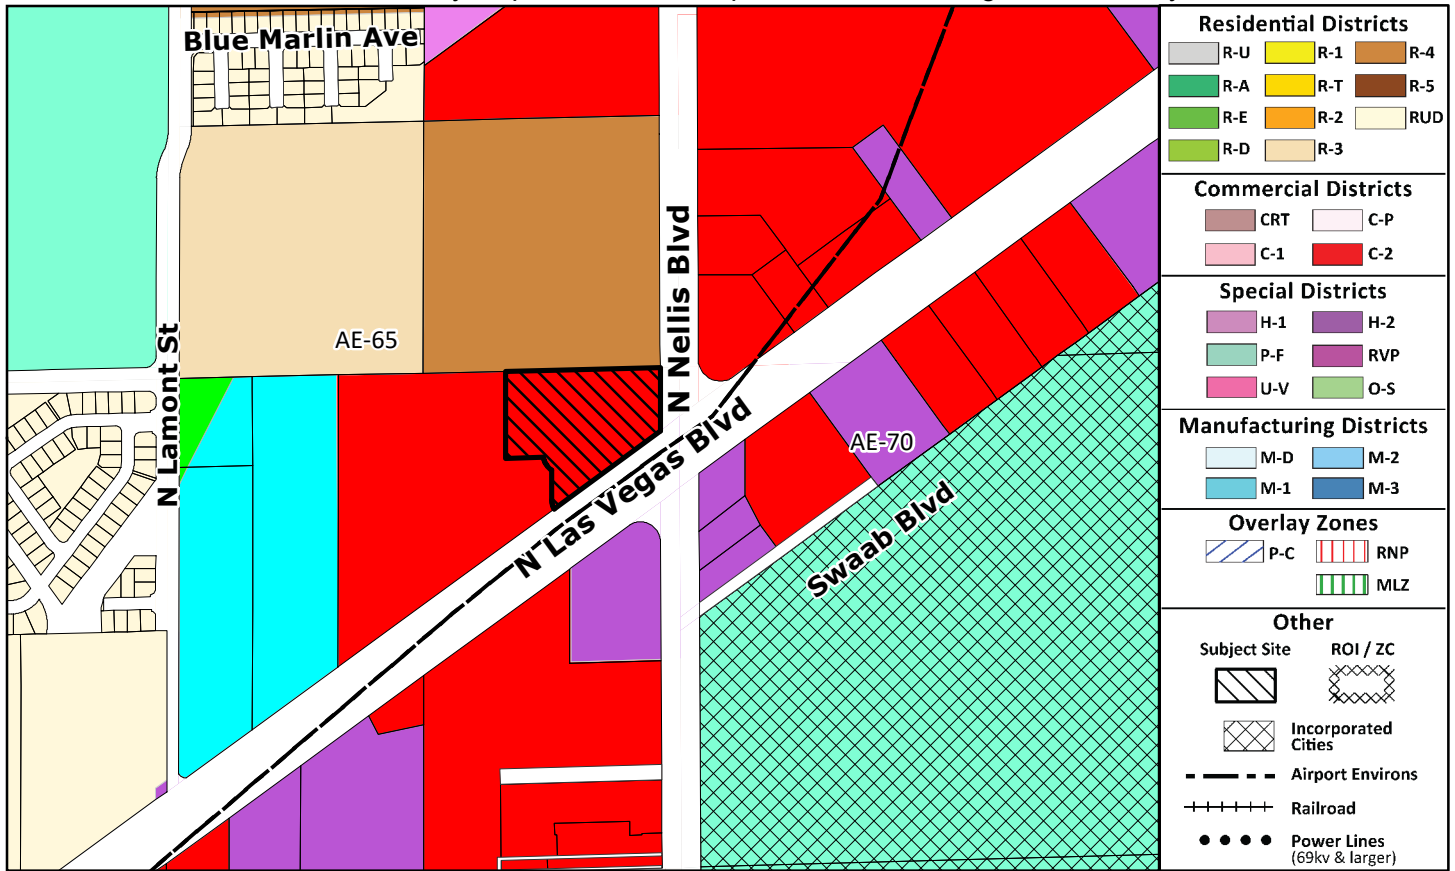 Blue Marlin Ave
N Nellis Blvd
AE-65
N Lamont St
N Las Vegas Blvd
AE-70
Swaab Blvd
Residential Districts
R-U
R-1
R-4
R-A
R-T
R-5
R-E
R-2
RUD
R-D
R-3
Commercial Districts
CRT
C-P
C-1
C-2
Special Districts
H-1
H-2
P-F
RVP
U-V
O-S
Manufacturing Districts
M-D
M-2
M-1
M-3
Overlay Zones
P-C
RNP
MLZ
Other
Subject Site
ROI / ZC
Incorporated
Cities
Airport Environs
Railroad
Power Lines
(69kv & larger)